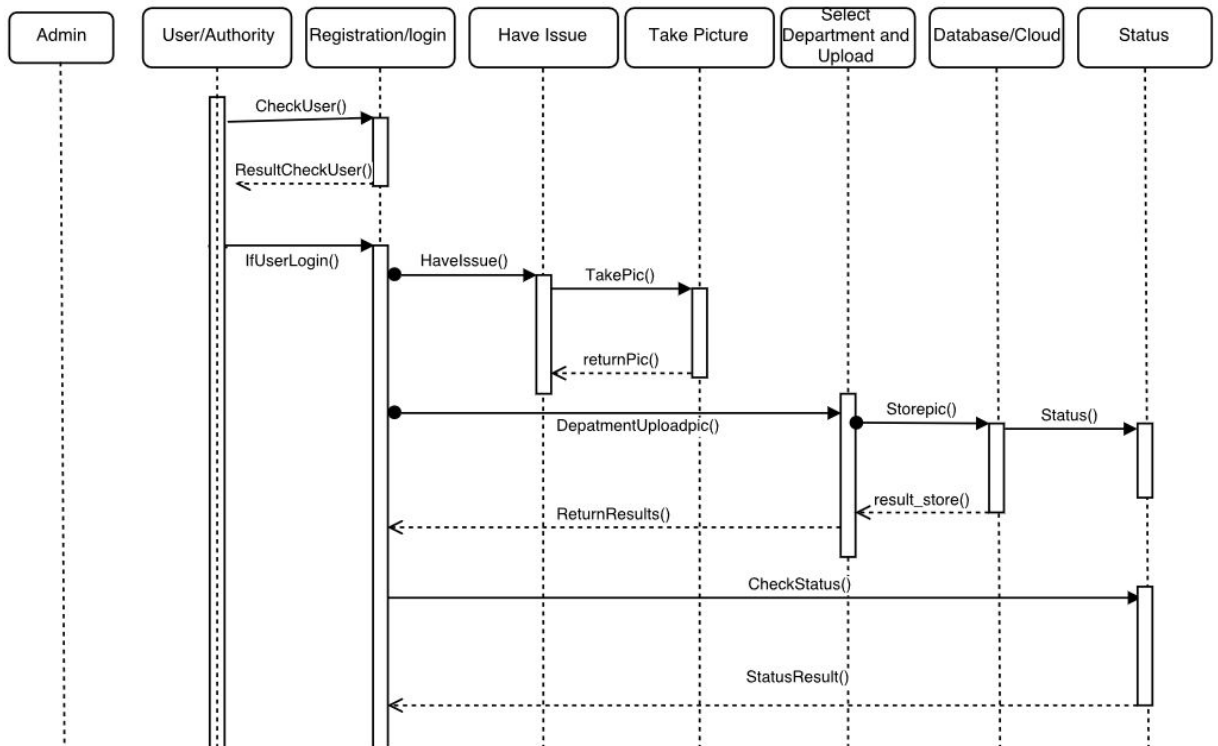 Admin
User/Authority
Registration/login
Have Issue
Take Picture
Select
Department and
Upload
Database/Cloud
Status
CheckUser()
ResultCheckUser()
IfUserLogin()
HaveIssue()
TakePic()
returnPic()
DepatmentUploadpic()
Storepic()
Status()
result_store()
ReturnResults()
CheckStatus()
StatusResult()